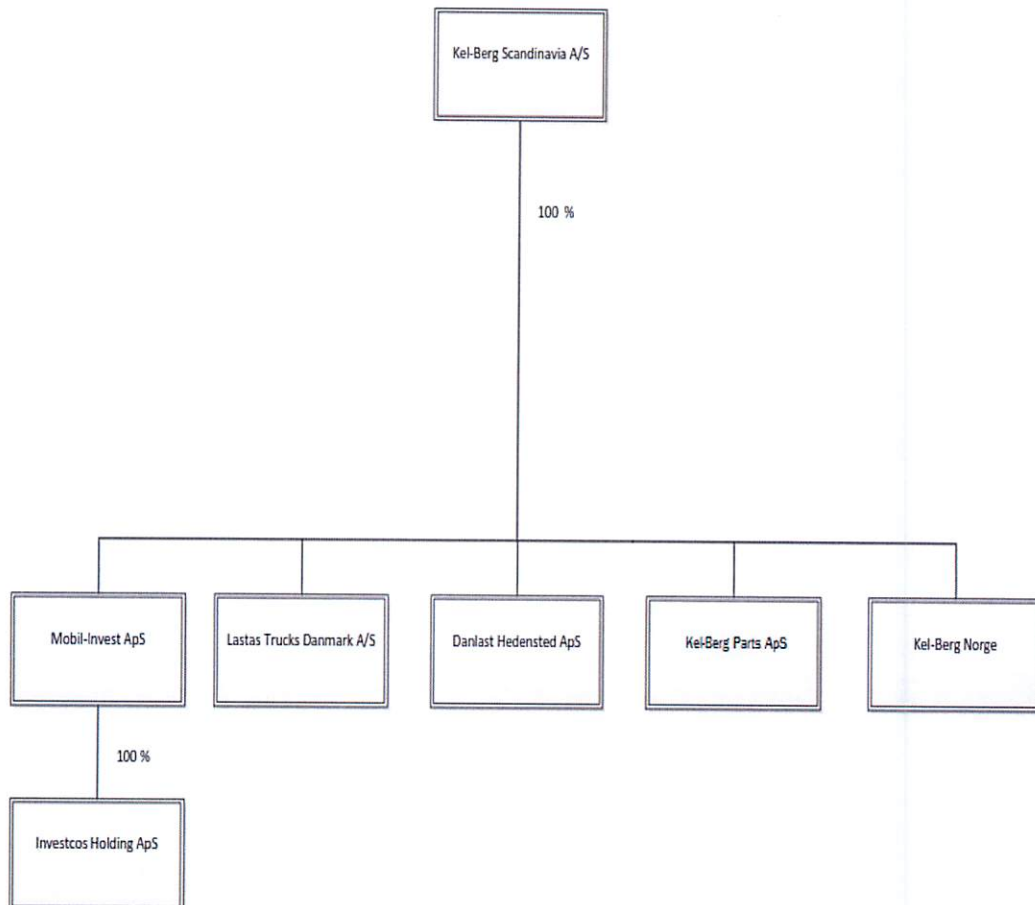 Kel-Berg Scandinavia A/S
100 %
Mobil-Invest ApS
Lastas Trucks Danmark A/S
Danlast Hedensted ApS
Kel-Berg Parts ApS
Kel-Berg Norge
100 %
Investcos Holding ApS